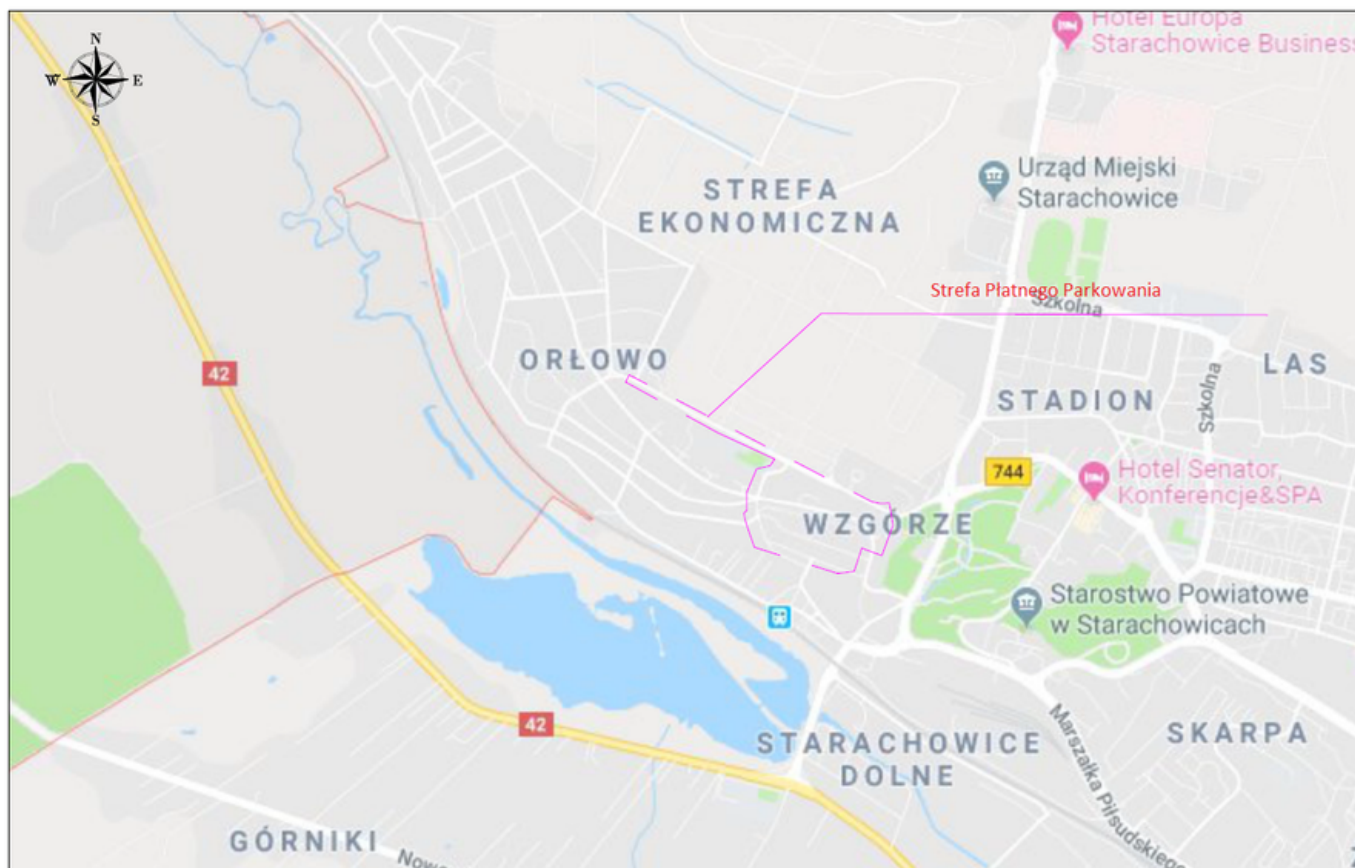 Hotel Europa
Starachowice Business
N
W
E
S
Urząd Miejski
Starachowice
STREFA
EKONOMICZNA
Strefa Płatnego Parkowania
Szkolna
ORŁOWO
LAS
42
STADION
Szkolna
744
Hotel Senator,
Konferencje&SPA
WZGÓRZE
Starostwo Powiatowe
w Starachowicach
42
STARACHOWICE
DOLNE
SKARPA
Marszałka Piłsudskiego
GÓRNIKI